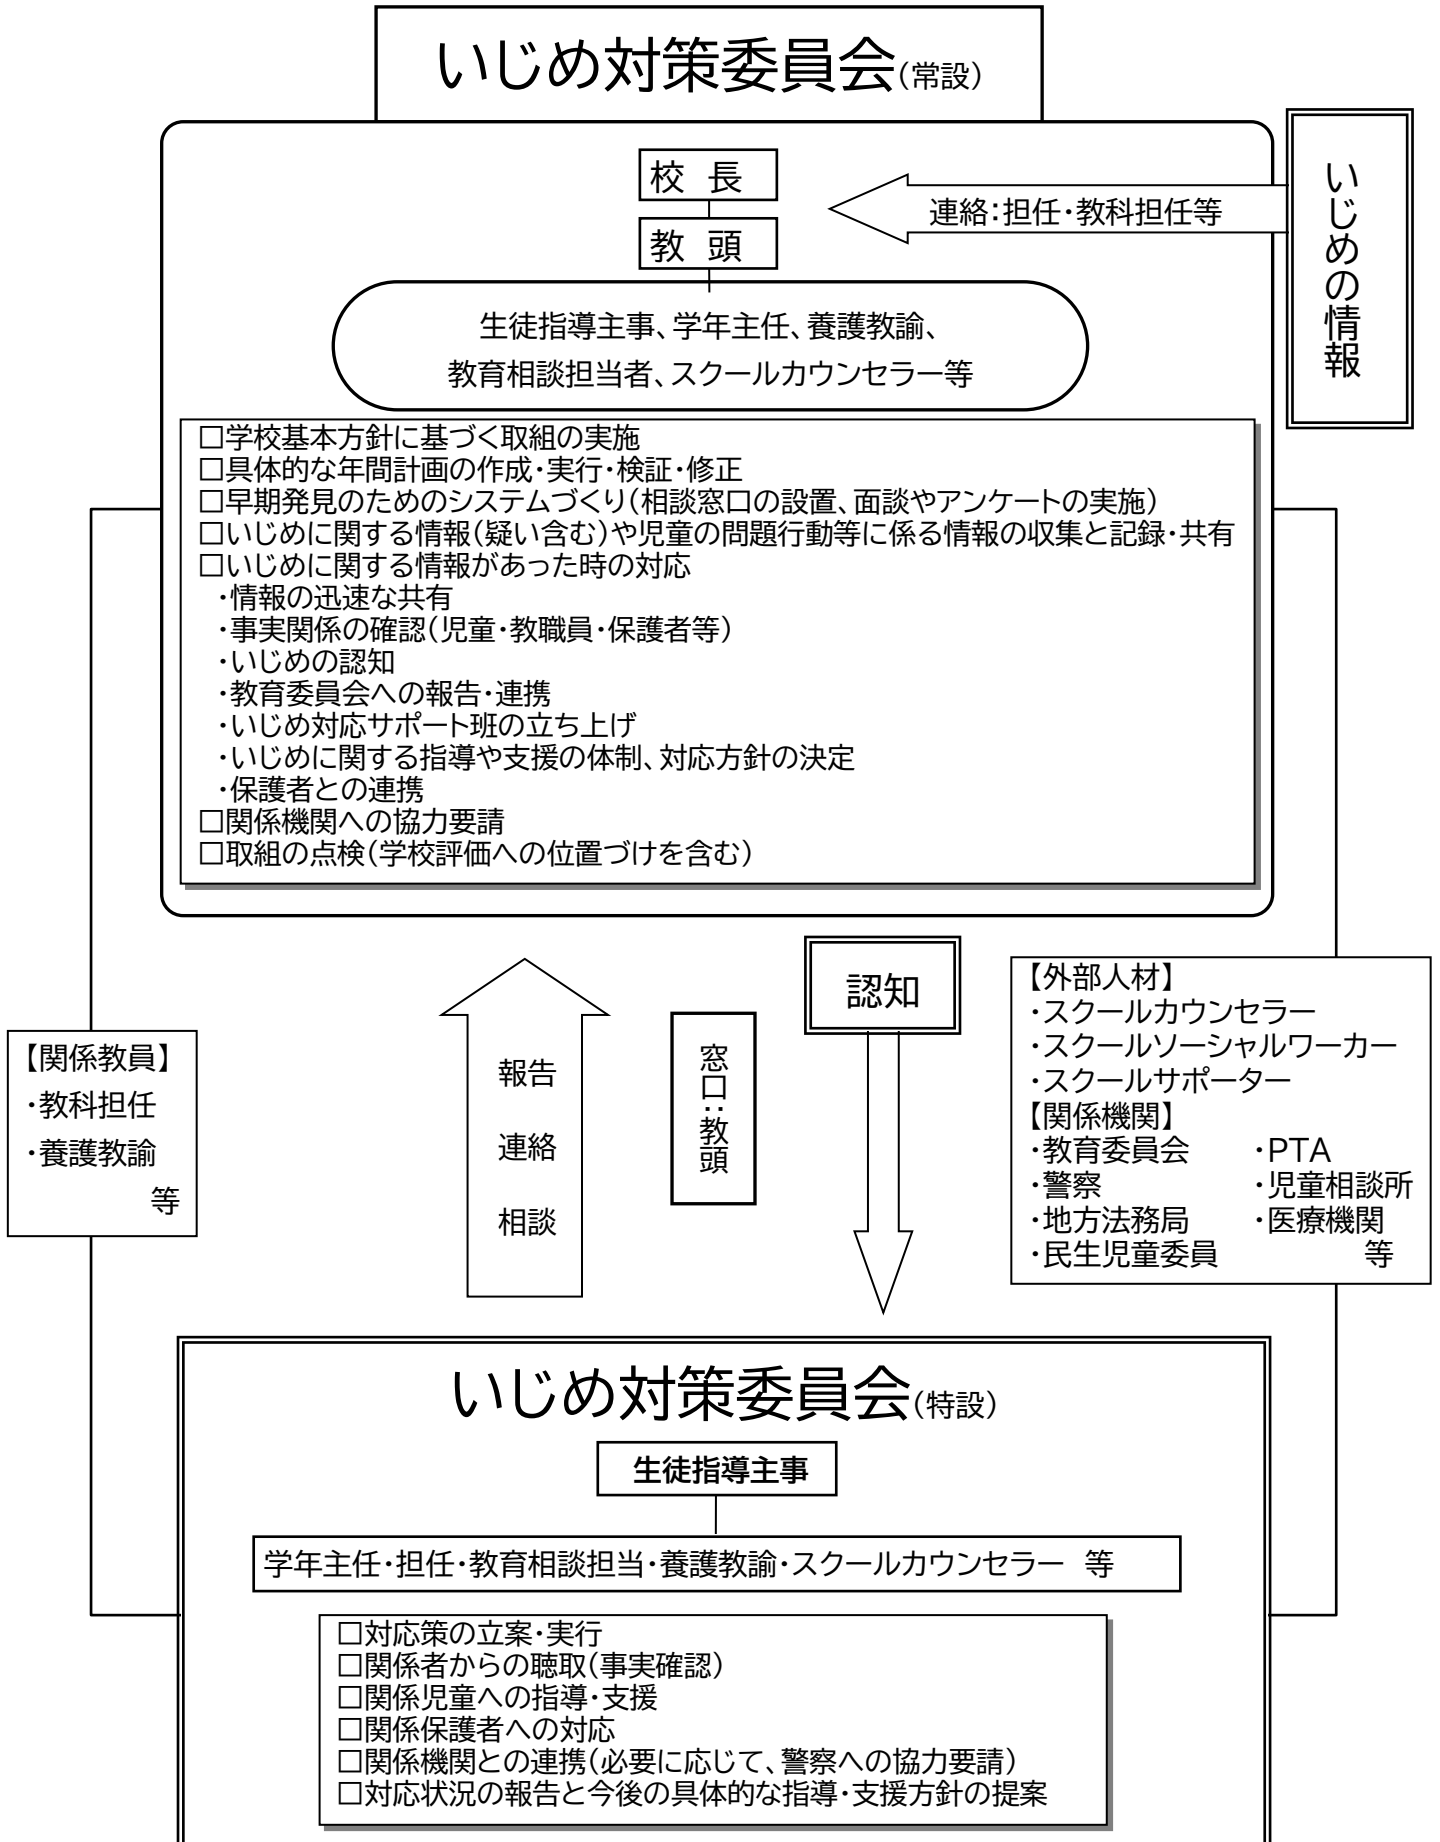 いじめ対策委員会(常設)
校 長
教 頭
連絡:担任・教科担任等
いじめの情報
生徒指導主事、学年主任、養護教諭、
教育相談担当者、スクールカウンセラー等
□学校基本方針に基づく取組の実施
□具体的な年間計画の作成・実行・検証・修正
□早期発見のためのシステムづくり(相談窓口の設置、面談やアンケートの実施)
□いじめに関する情報(疑い含む)や児童の問題行動等に係る情報の収集と記録・共有
□いじめに関する情報があった時の対応
・情報の迅速な共有
・事実関係の確認(児童・教職員・保護者等)
・いじめの認知
・教育委員会への報告・連携
・いじめ対応サポート班の立ち上げ
・いじめに関する指導や支援の体制、対応方針の決定
・保護者との連携
□関係機関への協力要請
□取組の点検(学校評価への位置づけを含む)
【関係教員】
・教科担任
・養護教諭
等
報告
連絡
相談
窓口:教頭
認知
【外部人材】
・スクールカウンセラー
・スクールソーシャルワーカー
・スクールサポーター
【関係機関】
・教育委員会 ・PTA
・警察 ・児童相談所
・地方法務局 ・医療機関
・民生児童委員 等
いじめ対策委員会(特設)
生徒指導主事
学年主任・担任・教育相談担当・養護教諭・スクールカウンセラー 等
□対応策の立案・実行
□関係者からの聴取(事実確認)
□関係児童への指導・支援
□関係保護者への対応
□関係機関との連携(必要に応じて、警察への協力要請)
□対応状況の報告と今後の具体的な指導・支援方針の提案